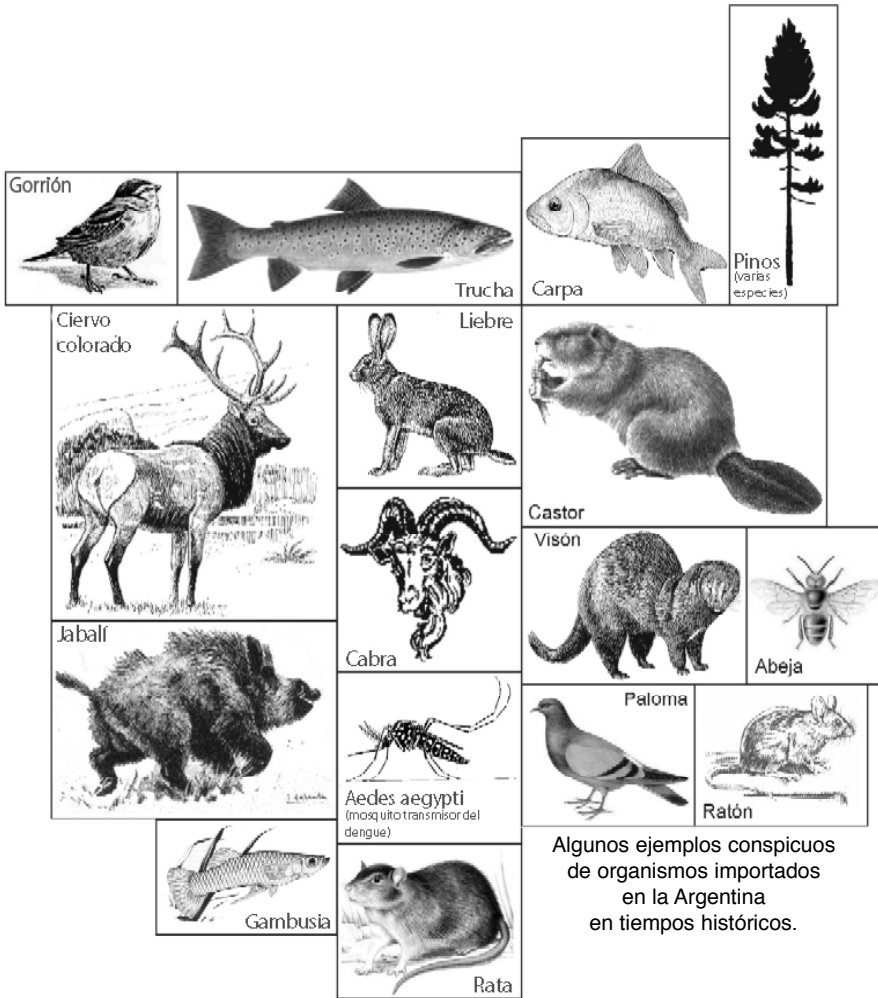 Gorrión
Trucha
Carpa
Pinos
(varias
especies)
Ciervo
colorado
Liebre
Castor
Cabra
Visón
Abeja
Jabalí
Aedes aegypti
(mosquito transmisor del
dengue)
Paloma
Ratón
Gambusia
Rata
Algunos ejemplos conspicuos
de organismos importados
en la Argentina
en tiempos históricos.